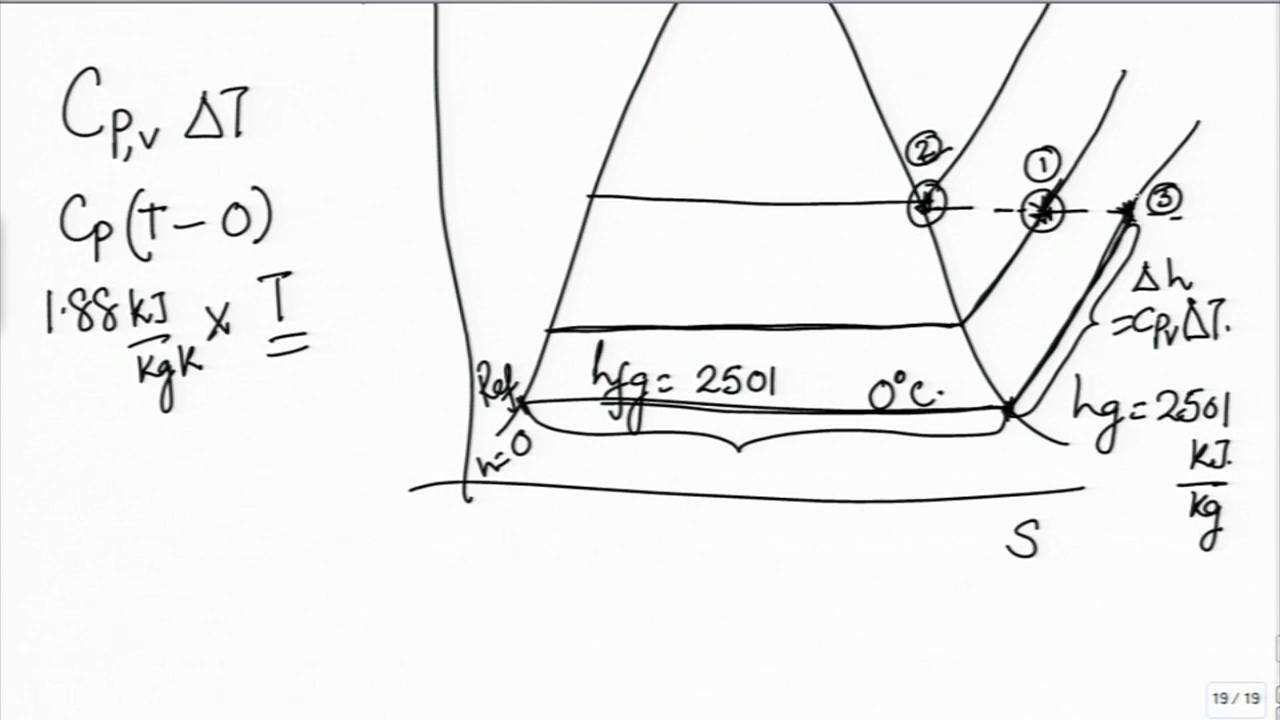 Cp,v ΔT
Cp (T - 0)
1.88 kJ/kgK × T
②
①
③
Δh
= Cpv ΔT.
Ref
h=0
hfg = 2501
0°C.
hg = 2501
kJ/kg
S
19 / 19